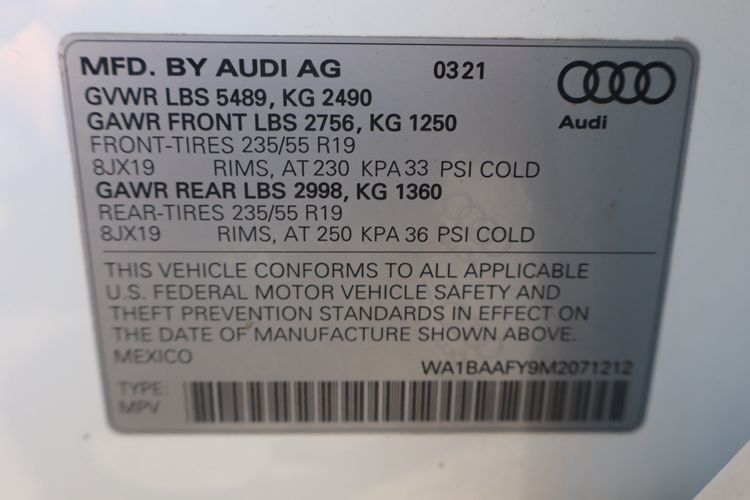 MFD. BY AUDI AG 0321
GVWR LBS 5489, KG 2490
GAWR FRONT LBS 2756, KG 1250
FRONT-TIRES 235/55 R19
8JX19 RIMS, AT 230 KPA 33 PSI COLD
GAWR REAR LBS 2998, KG 1360
REAR-TIRES 235/55 R19
8JX19 RIMS, AT 250 KPA 36 PSI COLD
Audi
THIS VEHICLE CONFORMS TO ALL APPLICABLE
U.S. FEDERAL MOTOR VEHICLE SAFETY AND
THEFT PREVENTION STANDARDS IN EFFECT ON
THE DATE OF MANUFACTURE SHOWN ABOVE.
MEXICO
WA1BAAFY9M2071212
TYPE:
MPV